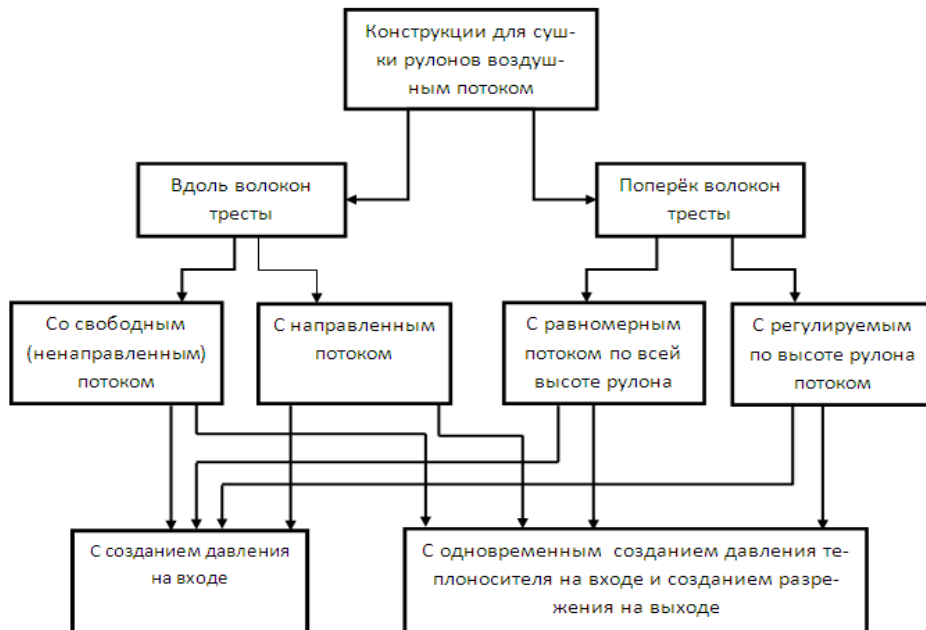 Конструкции для суш-
ки рулонов воздуш-
ным потоком
Вдоль волокон
тресты
Поперёк волокон
тресты
Со свободным
(ненаправленным)
потоком
С направленным
потоком
С равномерным
потоком по всей
высоте рулона
С регулируемым
по высоте рулона
потоком
С созданием давления
на входе
С одновременным созданием давления те-
плоносителя на входе и созданием разре-
жения на выходе